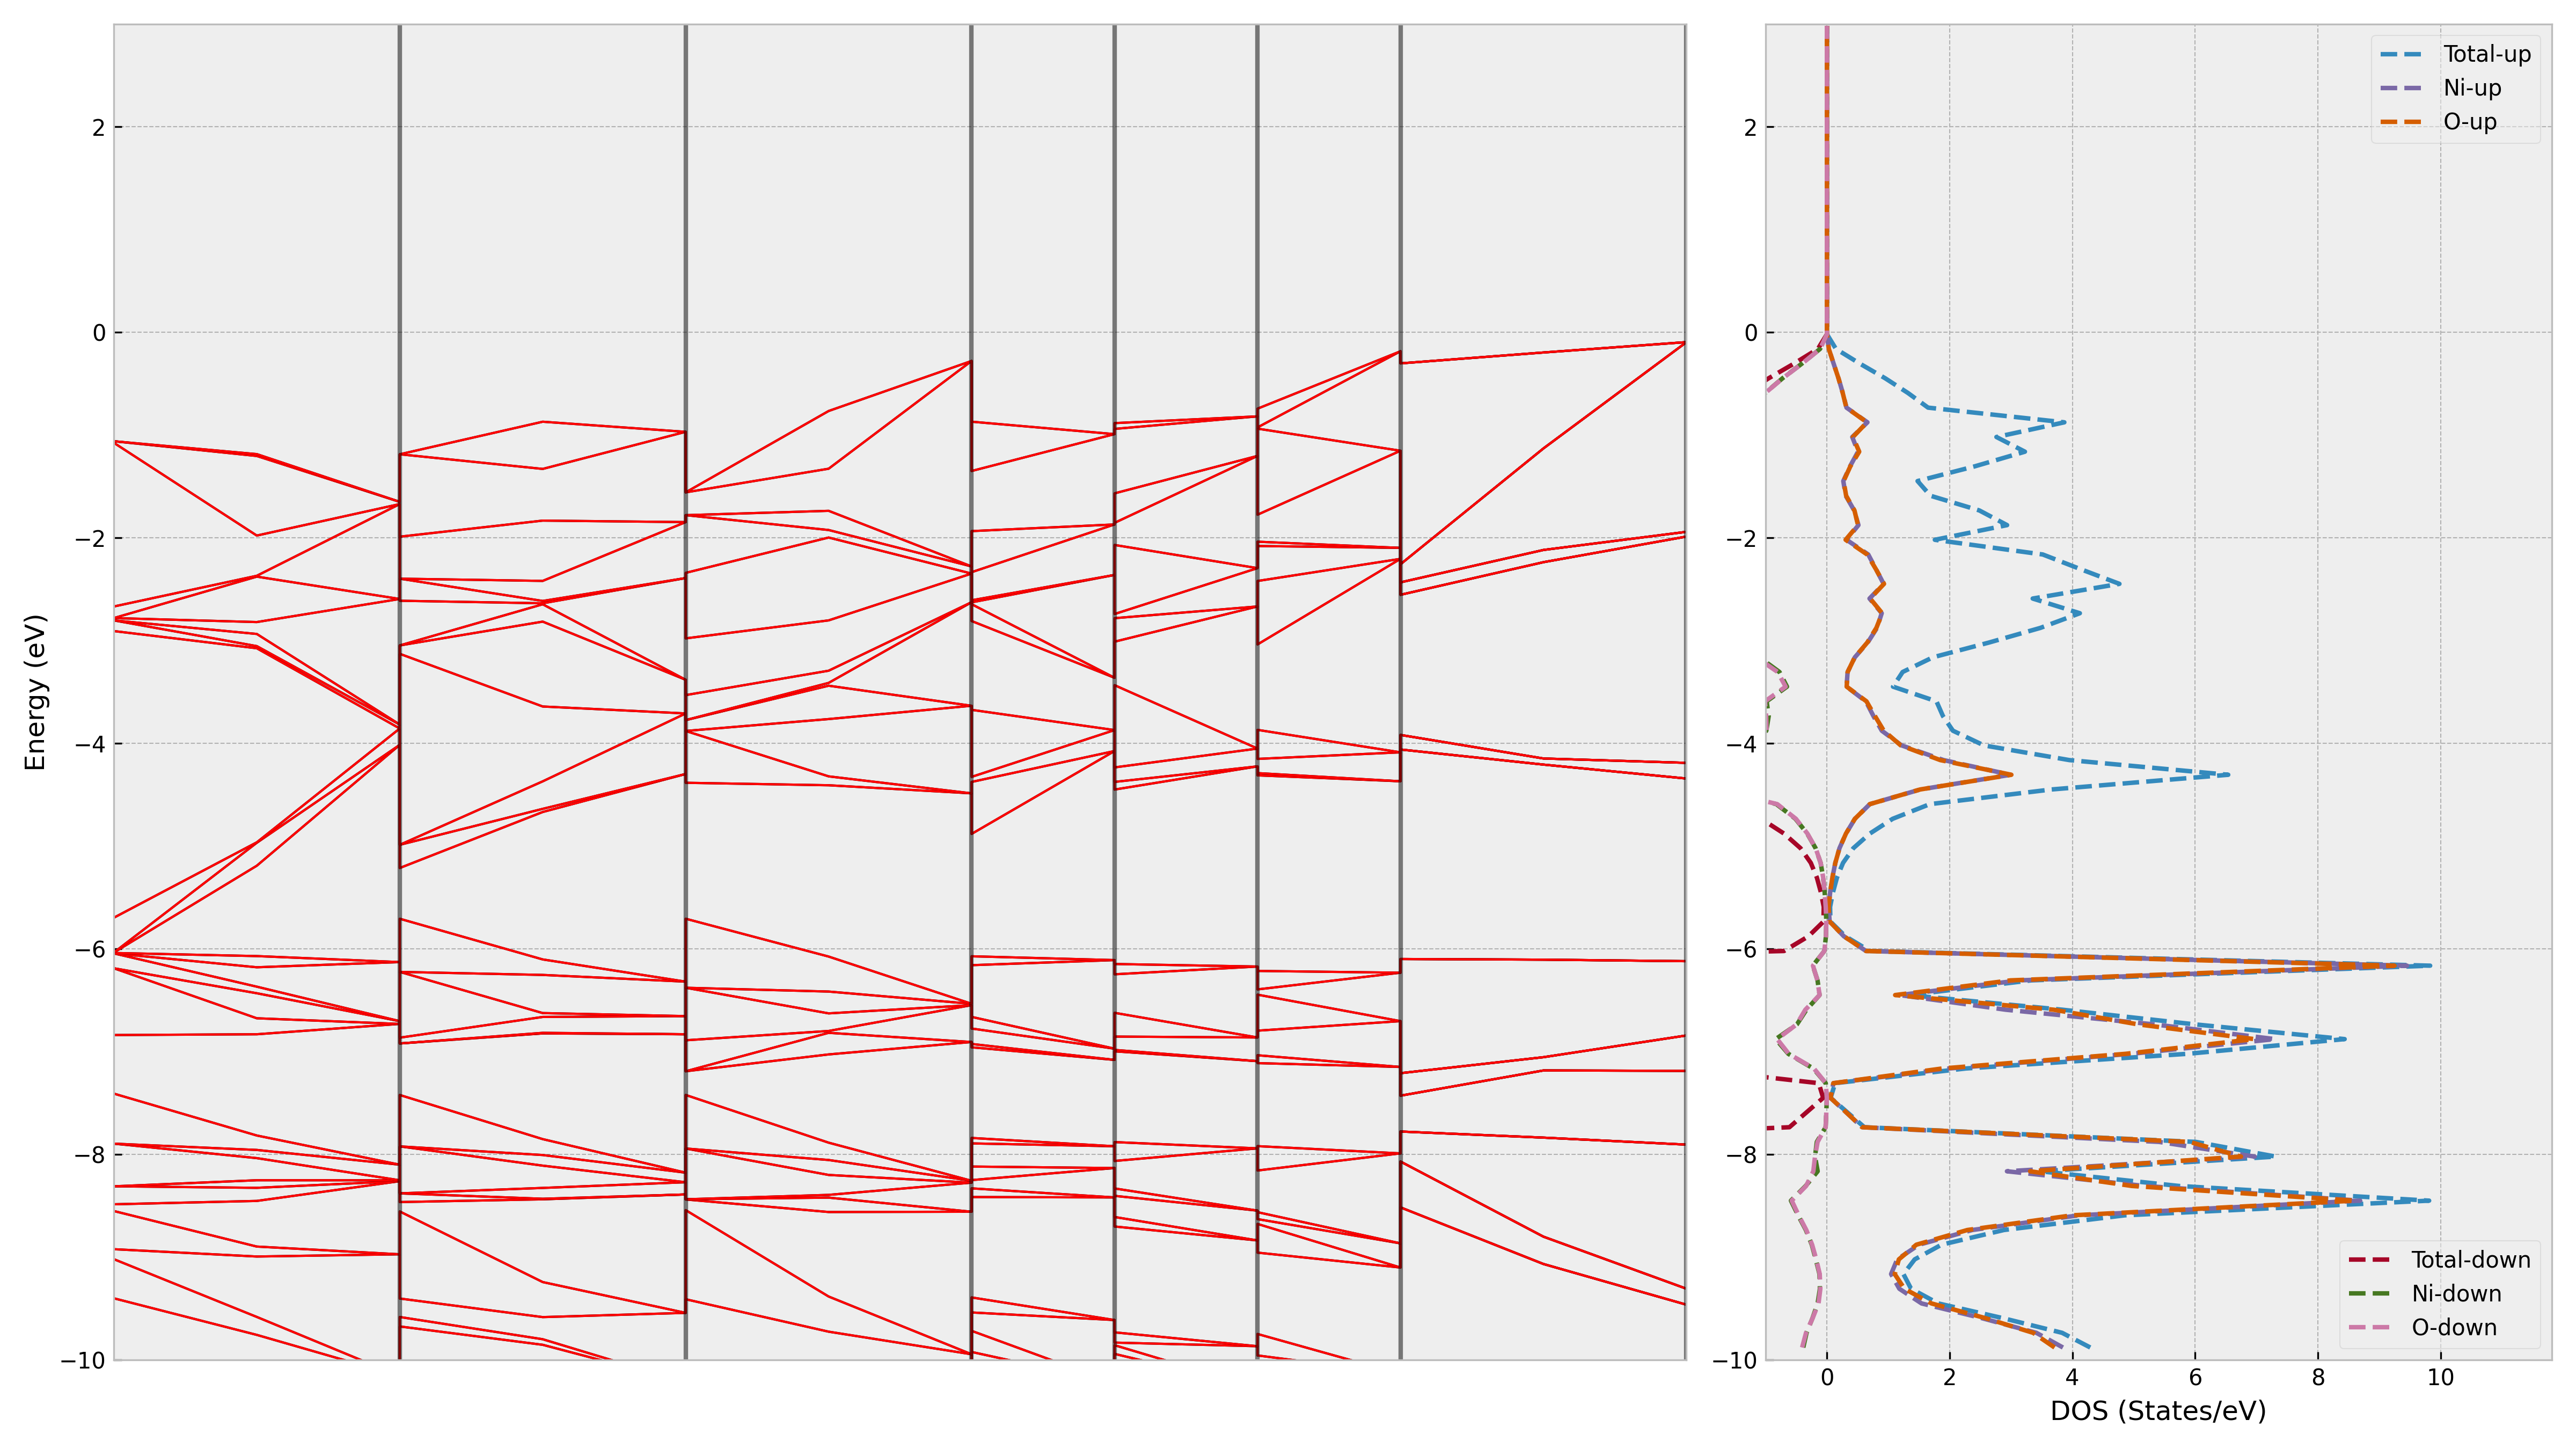 Energy (eV)
2
0
−2
−4
−6
−8
−10
2
0
−2
−4
−6
−8
−10
Total-up
Ni-up
O-up
Total-down
Ni-down
O-down
0 2 4 6 8 10
DOS (States/eV)